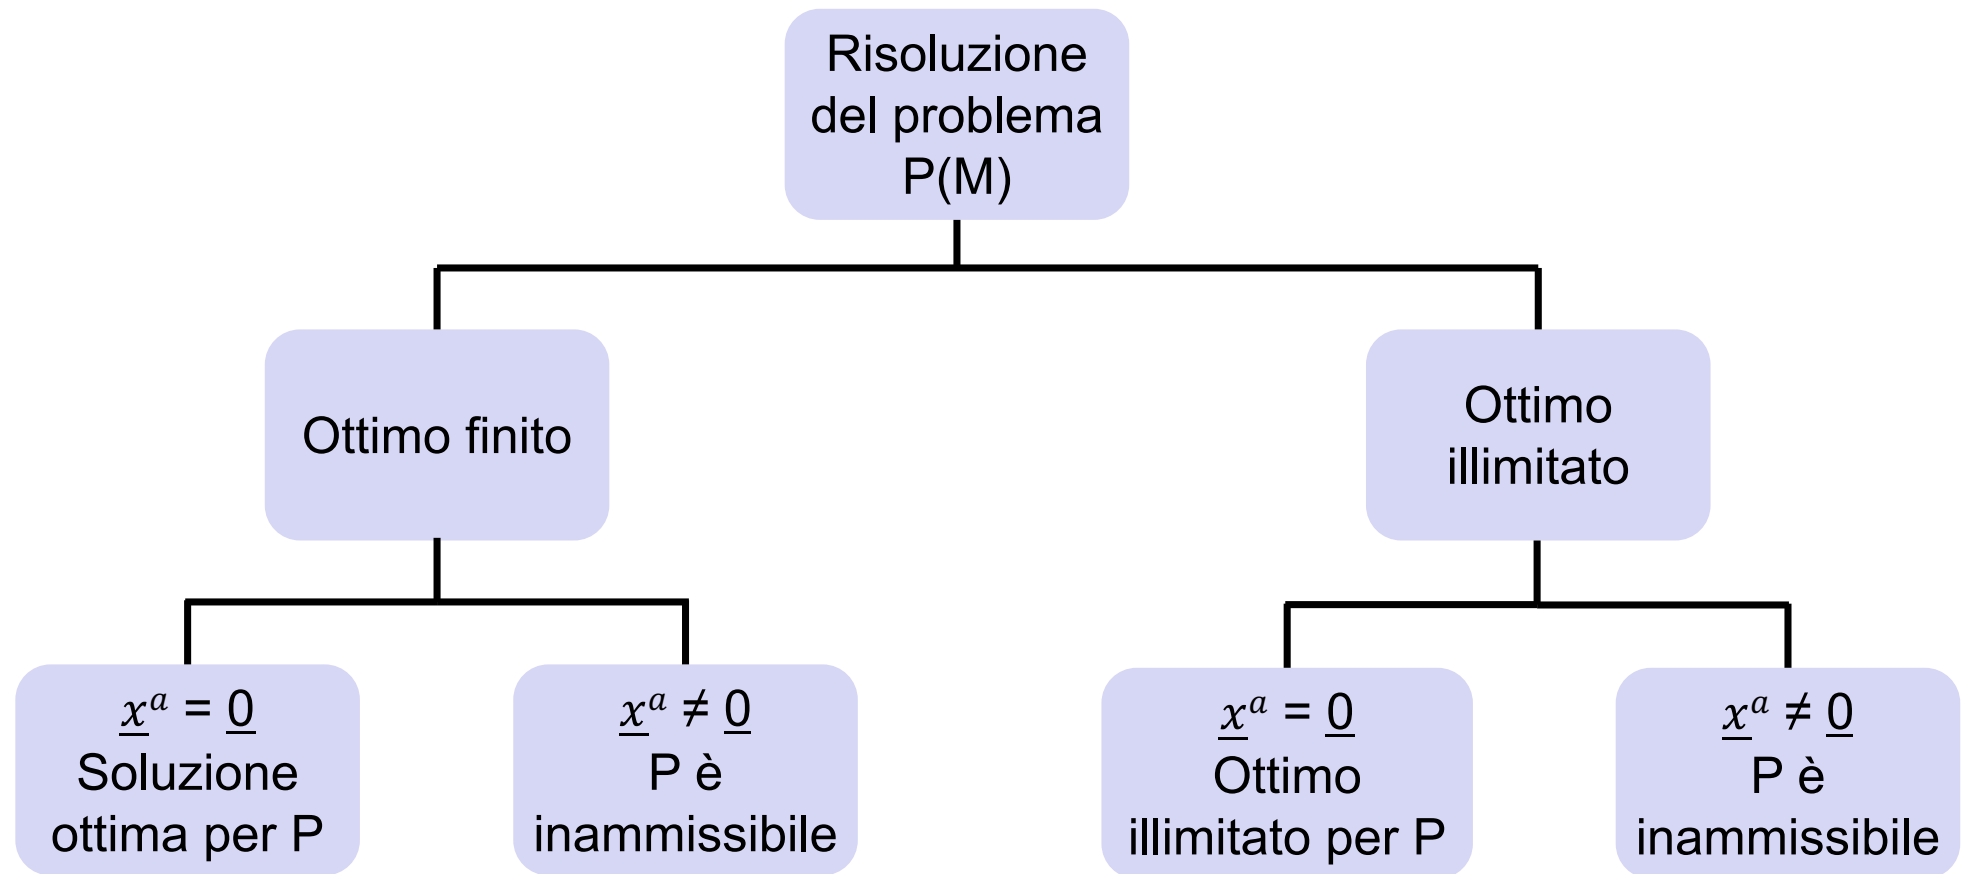 Risoluzione
del problema
P(M)
Ottimo finito
Ottimo
illimitato
x^a = 0
Soluzione
ottima per P
x^a ≠ 0
P è
inammissibile
x^a = 0
Ottimo
illimitato per P
x^a ≠ 0
P è
inammissibile